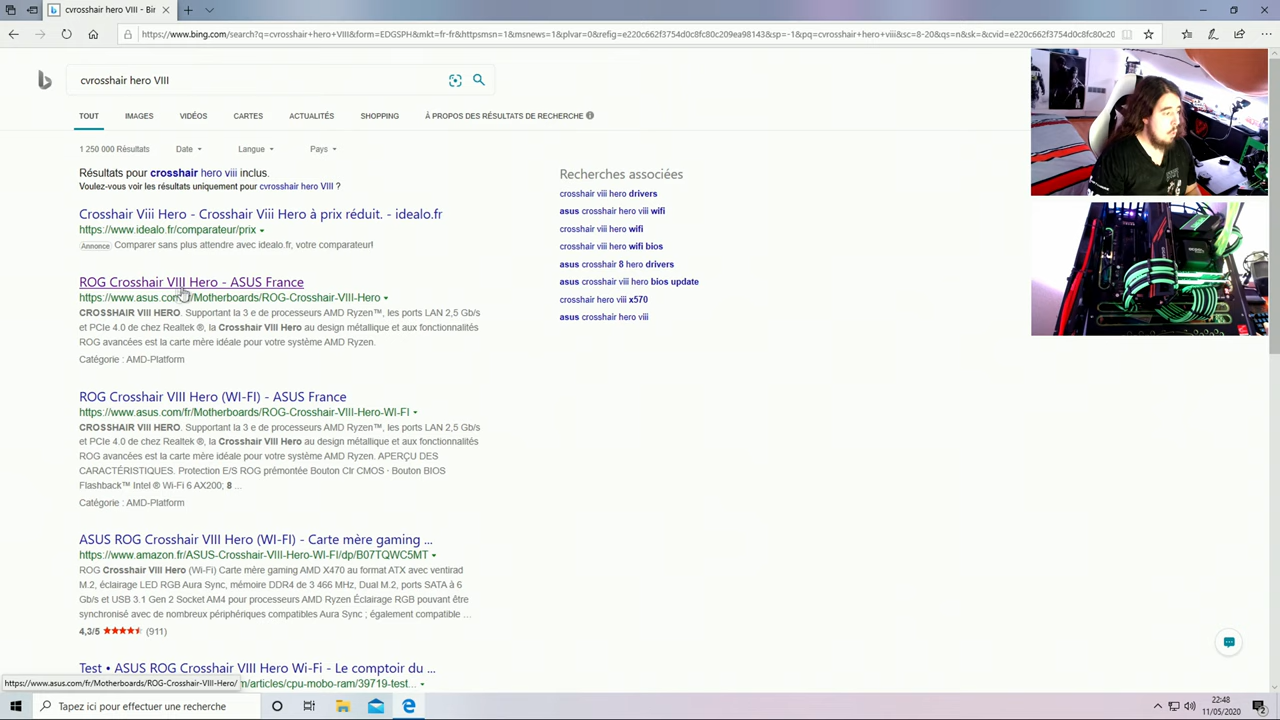 cvrosshair hero VIII - Bin
https://www.bing.com/search?q=cvrosshair+hero+VIII&form=EDGSPH&mkt=fr-fr&httpsmsn=1&msnews=1&plvar=0&refig=e220c662f3754d0c8fc80c209ea98143&sp=-1&pq=cvrosshair+hero+viii&sc=8-20&qs=n&sk=&cvid=e220c662f3754d0c8fc80c20
cvrosshair hero VIII
TOUT IMAGES VIDÉOS CARTES ACTUALITÉS SHOPPING À PROPOS DES RÉSULTATS DE RECHERCHE
1 250 000 Résultats Date Langue Pays
Résultats pour crosshair hero viii inclus.
Voulez-vous voir les résultats uniquement pour cvrosshair hero VIII ?
Crosshair Viii Hero - Crosshair Viii Hero à prix réduit. - idealo.fr
https://www.idealo.fr/comparateur/prix
Annonce Comparer sans plus attendre avec idealo.fr, votre comparateur!
ROG Crosshair VIII Hero - ASUS France
https://www.asus.com/Motherboards/ROG-Crosshair-VIII-Hero
CROSSHAIR VIII HERO. Supportant la 3 e de processeurs AMD Ryzen™, les ports LAN 2,5 Gb/s
et PCIe 4.0 de chez Realtek ®, la Crosshair VIII Hero au design métallique et aux fonctionnalités
ROG avancées est la carte mère idéale pour votre système AMD Ryzen.
Catégorie : AMD-Platform
ROG Crosshair VIII Hero (WI-FI) - ASUS France
https://www.asus.com/fr/Motherboards/ROG-Crosshair-VIII-Hero-WI-FI
CROSSHAIR VIII HERO. Supportant la 3 e de processeurs AMD Ryzen™, les ports LAN 2,5 Gb/s
et PCIe 4.0 de chez Realtek ®, la Crosshair VIII Hero au design métallique et aux fonctionnalités
ROG avancées est la carte mère idéale pour votre système AMD Ryzen. APERÇU DES
CARACTÉRISTIQUES. Protection E/S ROG prémontée Bouton Clr CMOS · Bouton BIOS
Flashback™ Intel ® Wi-Fi 6 AX200; 8 ...
Catégorie : AMD-Platform
ASUS ROG Crosshair VIII Hero (WI-FI) - Carte mère gaming ...
https://www.amazon.fr/ASUS-Crosshair-VIII-Hero-WI-FI/dp/B07TQWC5MT
ROG Crosshair VIII Hero (Wi-Fi) Carte mère gaming AMD X470 au format ATX avec ventirad
M.2, éclairage LED RGB Aura Sync, mémoire DDR4 de 3 466 MHz, Dual M.2, ports SATA à 6
Gb/s et USB 3.1 Gen 2 Socket AM4 pour processeurs AMD Ryzen Éclairage RGB pouvant être
synchronisé avec de nombreux périphériques compatibles Aura Sync ; également compatible ...
4,3/5 (911)
Test • ASUS ROG Crosshair VIII Hero Wi-Fi - Le comptoir du ...
m/articles/cpu-mobo-ram/39719-test...
https://www.asus.com/fr/Motherboards/ROG-Crosshair-VIII-Hero/
Recherches associées
crosshair viii hero drivers
asus crosshair hero viii wifi
crosshair viii hero wifi
crosshair viii hero wifi bios
asus crosshair 8 hero drivers
asus crosshair viii hero bios update
crosshair hero viii x570
asus crosshair hero viii
Tapez ici pour effectuer une recherche
22:48
11/05/2020
2